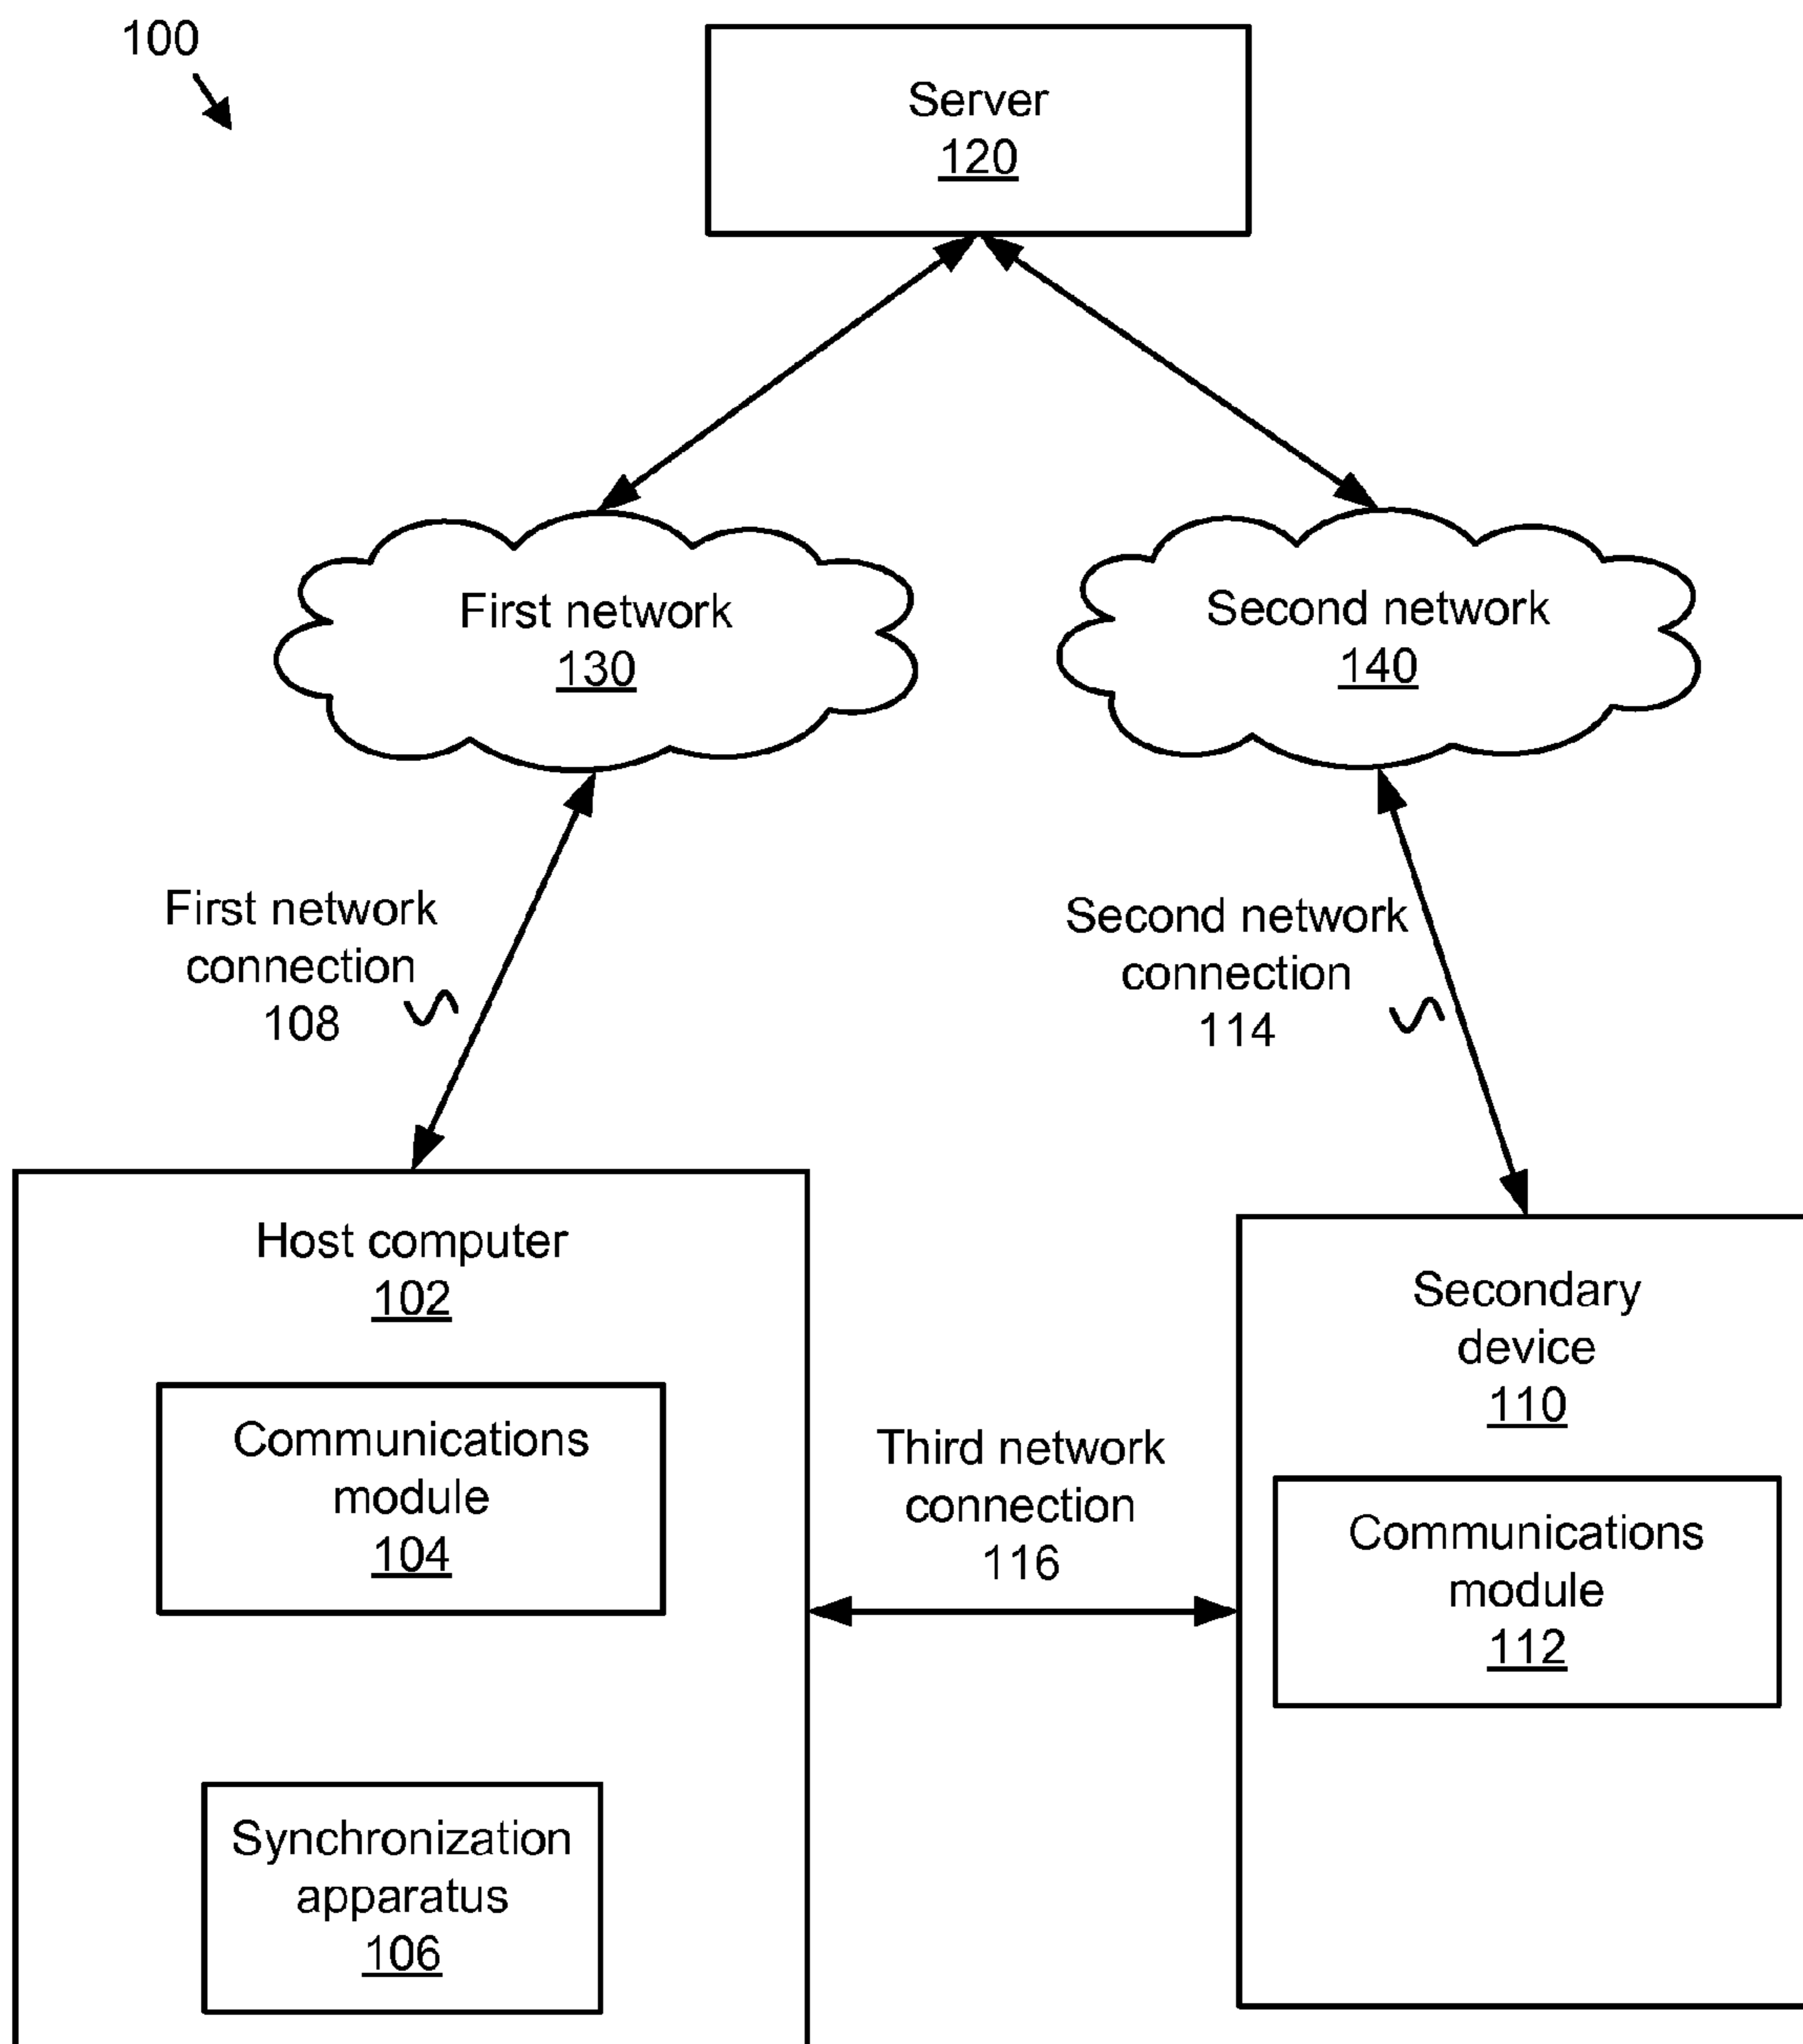 100
Server
120
First network
130
Second network
140
First network
connection
108
Second network
connection
114
Host computer
102
Communications
module
104
Synchronization
apparatus
106
Third network
connection
116
Secondary
device
110
Communications
module
112